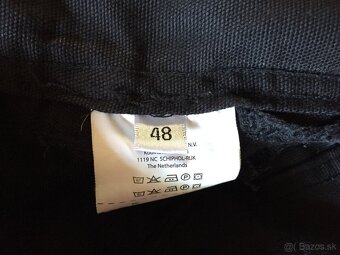 48
N.V.
1119 NC SCHIPHOL-RIJK
The Netherlands
Bazos.sk